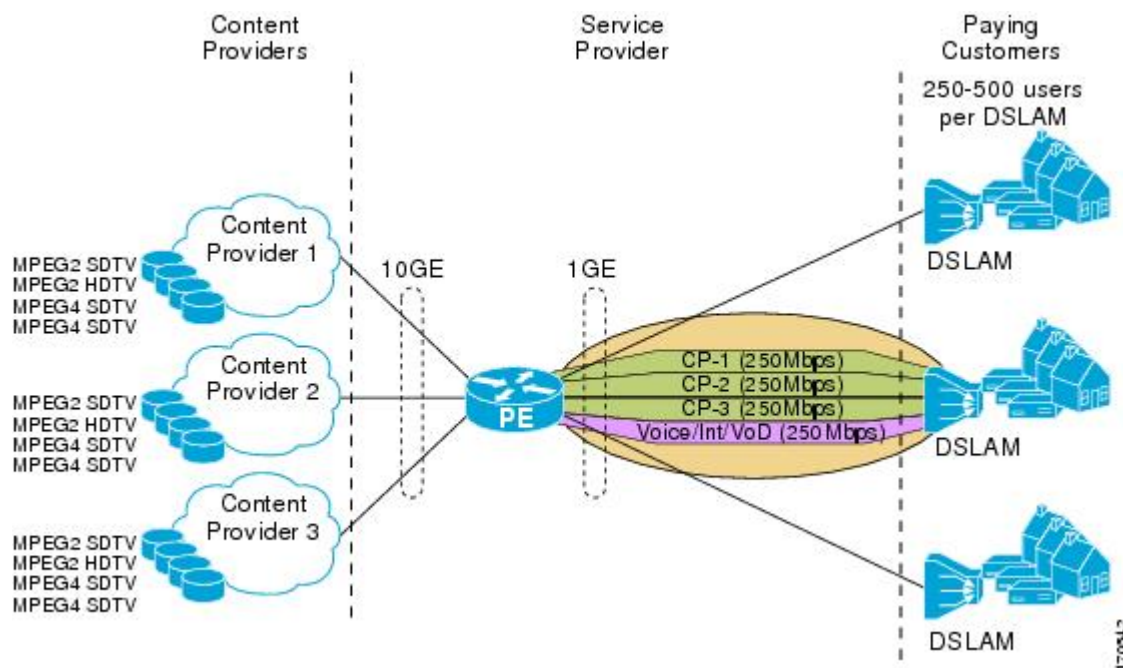 Content
Providers
Service
Provider
Paying
Customers
250-500 users
per DSLAM
Content
Provider 1
MPEG2 SDTV
MPEG2 HDTV
MPEG4 SDTV
MPEG4 SDTV
10GE
1GE
DSLAM
Content
Provider 2
MPEG2 SDTV
MPEG2 HDTV
MPEG4 SDTV
MPEG4 SDTV
PE
CP-1 (250Mbps)
CP-2 (250Mbps)
CP-3 (250Mbps)
Voice/Int/VoD (250Mbps)
DSLAM
Content
Provider 3
MPEG2 SDTV
MPEG2 HDTV
MPEG4 SDTV
MPEG4 SDTV
DSLAM